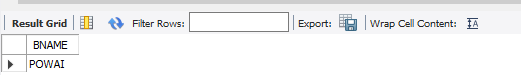 Result Grid Filter Rows: Export: Wrap Cell Content:
BNAME
POWAI